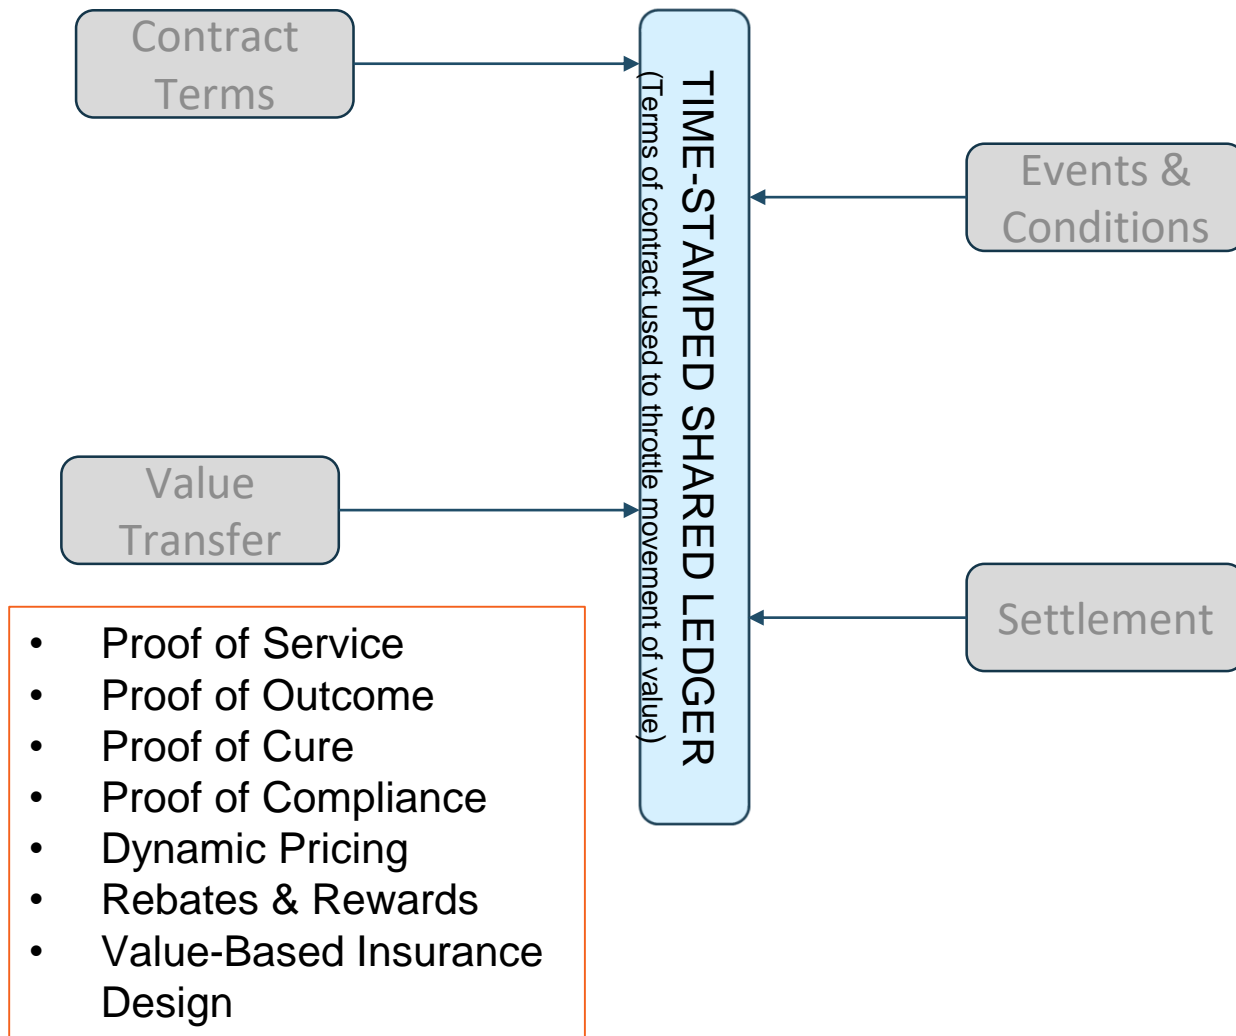 Contract
Terms
TIME-STAMPED SHARED LEDGER
(Terms of contract used to throttle movement of value)
Events &
Conditions
Value
Transfer
Settlement
• Proof of Service
• Proof of Outcome
• Proof of Cure
• Proof of Compliance
• Dynamic Pricing
• Rebates & Rewards
• Value-Based Insurance
Design